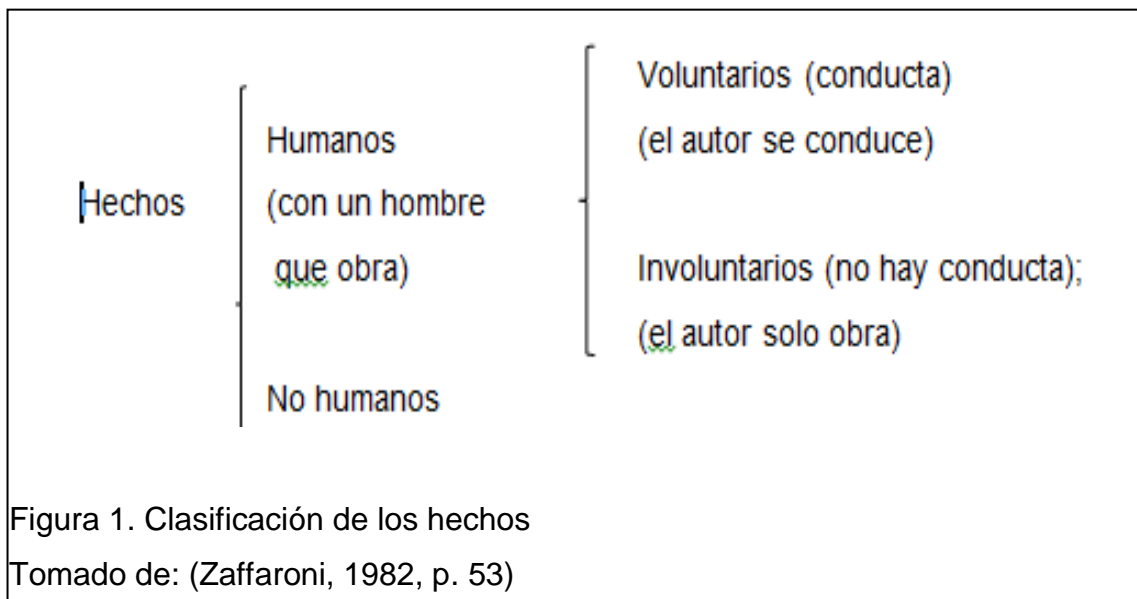 Hechos
Humanos
(con un hombre
que obra)
No humanos
Voluntarios (conducta)
(el autor se conduce)
Involuntarios (no hay conducta);
(el autor solo obra)
Figura 1. Clasificación de los hechos
Tomado de: (Zaffaroni, 1982, p. 53)